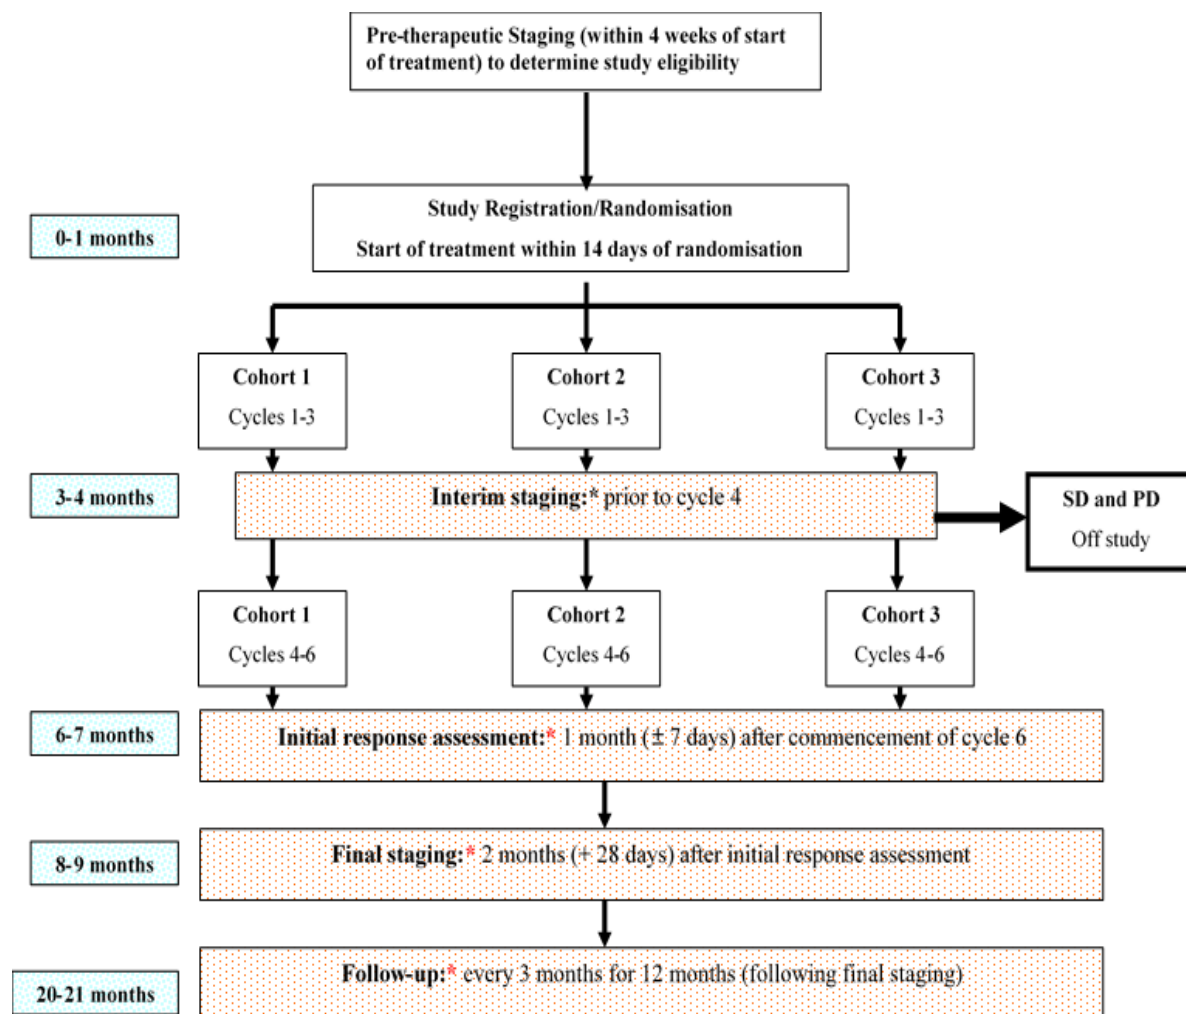 Pre-therapeutic Staging (within 4 weeks of start
of treatment) to determine study eligibility
0-1 months
Study Registration/Randomisation
Start of treatment within 14 days of randomisation
Cohort 1
Cycles 1-3
Cohort 2
Cycles 1-3
Cohort 3
Cycles 1-3
3-4 months
Interim staging:* prior to cycle 4
SD and PD
Off study
Cohort 1
Cycles 4-6
Cohort 2
Cycles 4-6
Cohort 3
Cycles 4-6
6-7 months
Initial response assessment:* 1 month (± 7 days) after commencement of cycle 6
8-9 months
Final staging:* 2 months (+ 28 days) after initial response assessment
20-21 months
Follow-up:* every 3 months for 12 months (following final staging)